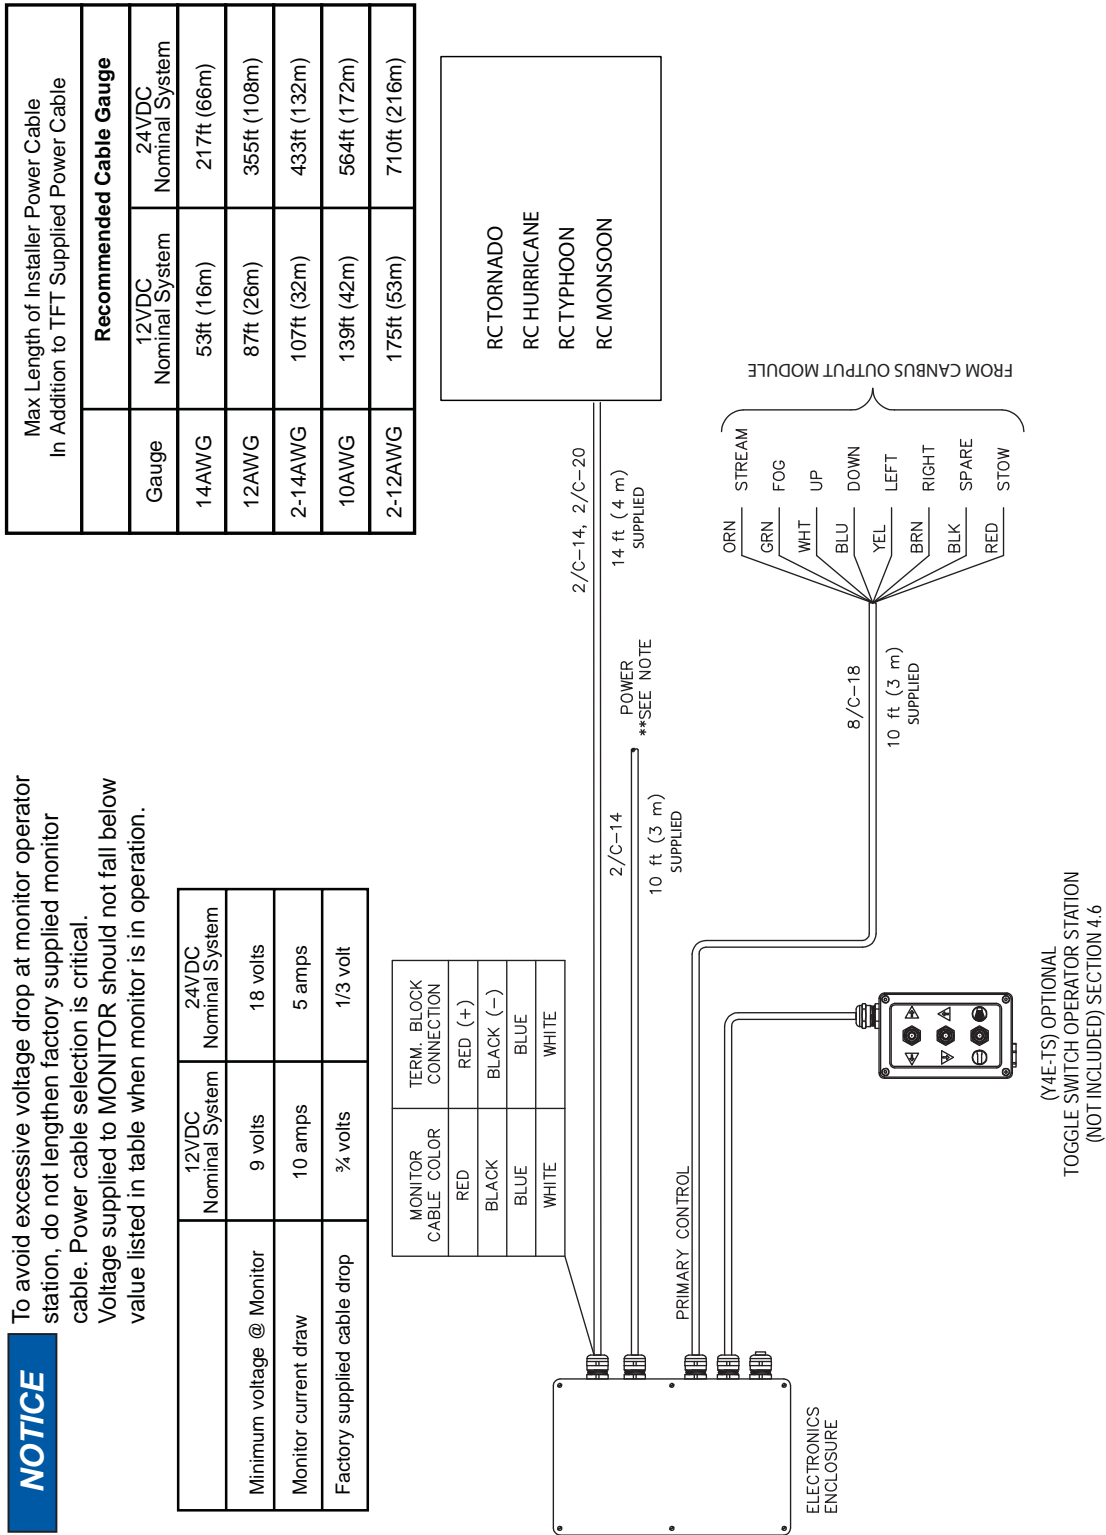 NOTICE
To avoid excessive voltage drop at monitor operator
station, do not lengthen factory supplied monitor
cable. Power cable selection is critical.
Voltage supplied to MONITOR should not fall below
value listed in table when monitor is in operation.
12VDC Nominal System 24VDC Nominal System
Minimum voltage @ Monitor 9 volts 18 volts
Monitor current draw 10 amps 5 amps
Factory supplied cable drop ¾ volts 1/3 volt
Max Length of Installer Power Cable
In Addition to TFT Supplied Power Cable
Recommended Cable Gauge
Gauge 12VDC Nominal System 24VDC Nominal System
14AWG 53ft (16m) 217ft (66m)
12AWG 87ft (26m) 355ft (108m)
2-14AWG 107ft (32m) 433ft (132m)
10AWG 139ft (42m) 564ft (172m)
2-12AWG 175ft (53m) 710ft (216m)
MONITOR CABLE COLOR TERM. BLOCK CONNECTION
RED RED (+)
BLACK BLACK (-)
BLUE BLUE
WHITE WHITE
RC TORNADO
RC HURRICANE
RC TYPHOON
RC MONSOON
2/C-14, 2/C-20
14 ft (4 m)
SUPPLIED
2/C-14
10 ft (3 m)
SUPPLIED
POWER
**SEE NOTE
PRIMARY CONTROL
8/C-18
10 ft (3 m)
SUPPLIED
ORN STREAM
GRN FOG
WHT UP
BLU DOWN
YEL LEFT
BRN RIGHT
BLK SPARE
RED STOW
FROM CANBUS OUTPUT MODULE
ELECTRONICS
ENCLOSURE
(Y4E-TS) OPTIONAL
TOGGLE SWITCH OPERATOR STATION
(NOT INCLUDED) SECTION 4.6